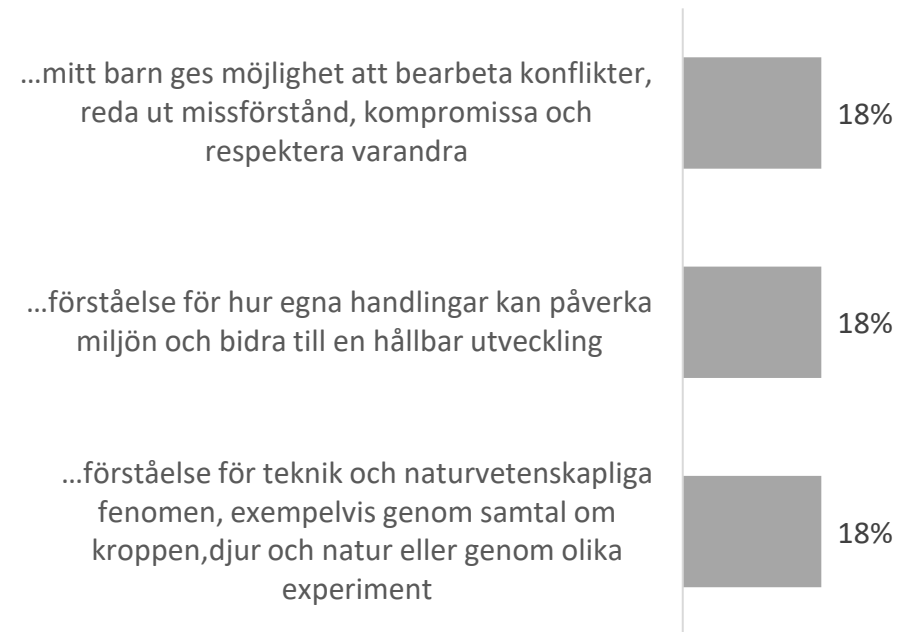 ...mitt barn ges möjlighet att bearbeta konflikter,
reda ut missförstånd, kompromissa och
respektera varandra
18%
...förståelse för hur egna handlingar kan påverka
miljön och bidra till en hållbar utveckling
18%
...förståelse för teknik och naturvetenskapliga
fenomen, exempelvis genom samtal om
kroppen,djur och natur eller genom olika
experiment
18%